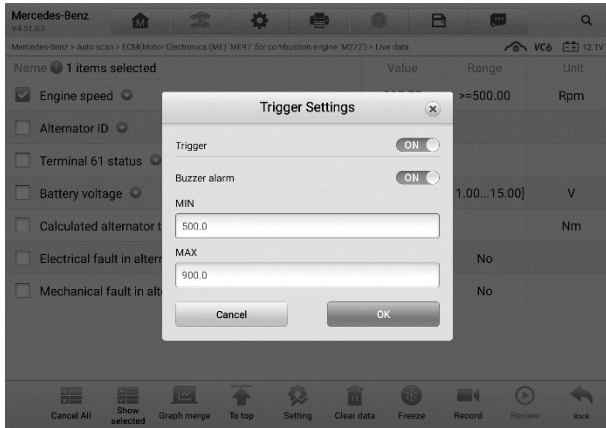 Mercedes-Benz
V4.51.03
Mercedes-Benz > Auto scan > ECM(Motor Electronics (ME) 'ME97' for combustion engine 'M272') > Live data
VCo 12.1V
Name 1 items selected Value Range Unit
Engine speed >=500.00 Rpm
Alternator ID
Terminal 61 status
Battery voltage 1.00...15.00] V
Calculated alternator t Nm
Electrical fault in altern No
Mechanical fault in alt No
Trigger Settings
Trigger ON
Buzzer alarm ON
MIN
500.0
MAX
900.0
Cancel OK
Cancel All Show selected Graph merge To top Setting Clear data Freeze Record Review Back